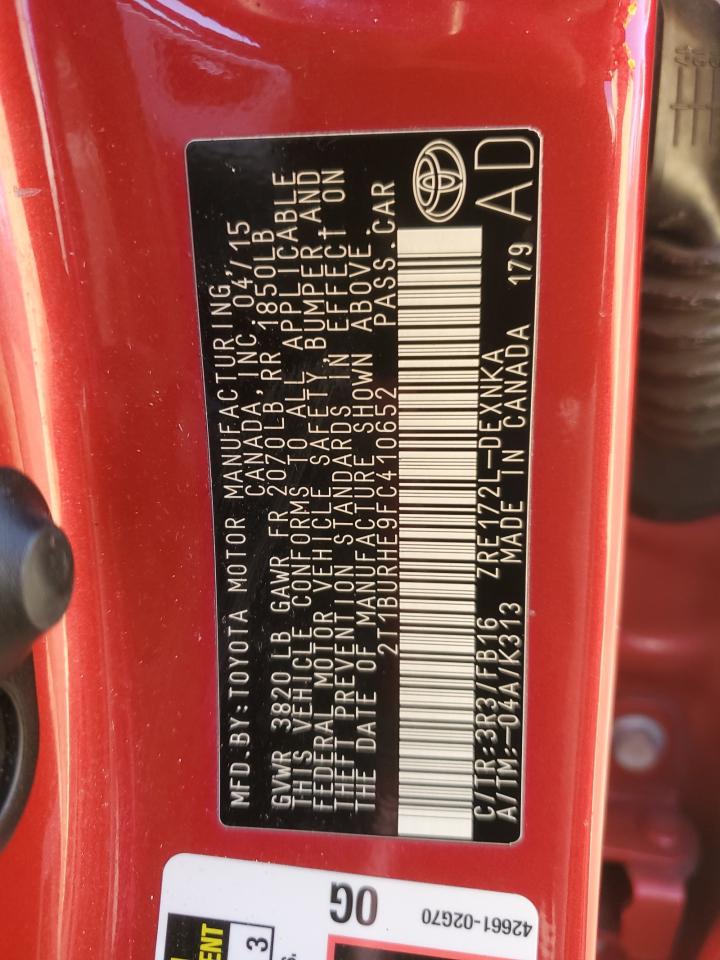 MFD.BY:TOYOTA MOTOR MANUFACTURING,
CANADA, INC. 04/15
GVWR 3820LB GAWR FR 2070LB, RR 1850LB
THIS VEHICLE CONFORMS TO ALL APPLICABLE
FEDERAL MOTOR VEHICLE SAFETY, BUMPER, AND
THEFT PREVENTION STANDARDS IN EFFECT ON
THE DATE OF MANUFACTURE SHOWN ABOVE.
2T1BURHE9FC410652 PASS.CAR
C/TR:3R3/FB16 ZRE172L-DEXNKA AD
A/TM:-04A/K313 MADE IN CANADA 179
0G
42661-02G70
3